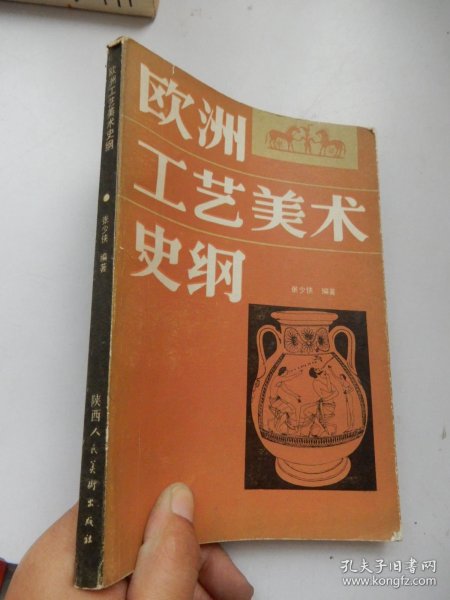 欧洲
工艺美术
史纲
张少侠 编著
欧洲工艺美术史纲
张少侠 编著
陕西人民美术出版社
孔夫子旧书网
www.kongfz.com